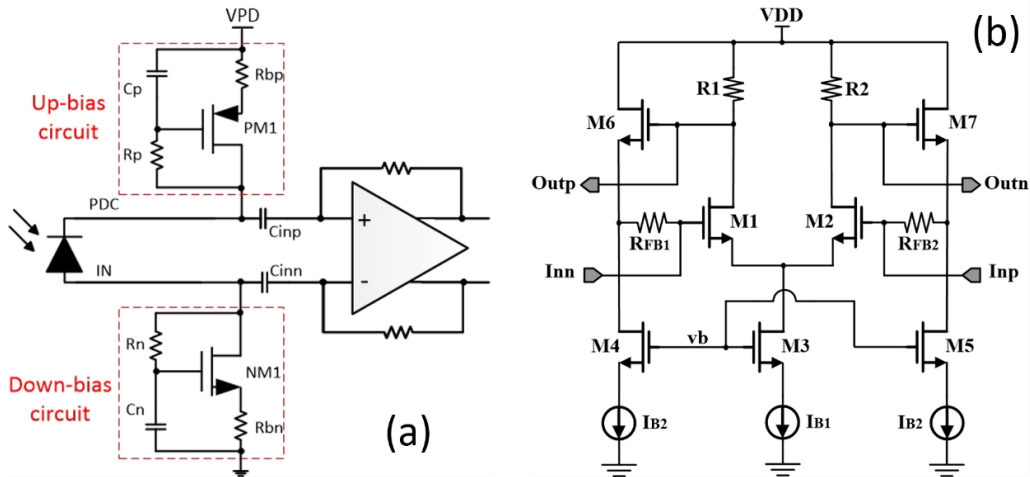 VPD
Cp
Rbp
Up-bias
circuit
PM1
Rp
PDC
Cinp
+
IN
Cinn
-
Rn
NM1
Down-bias
circuit
Cn
Rbn
(a)
VDD
(b)
R1
R2
M6
M7
Outp
Outn
M1
M2
RFB1
RFB2
Inn
Inp
M4
vb
M3
M5
IB2
IB1
IB2